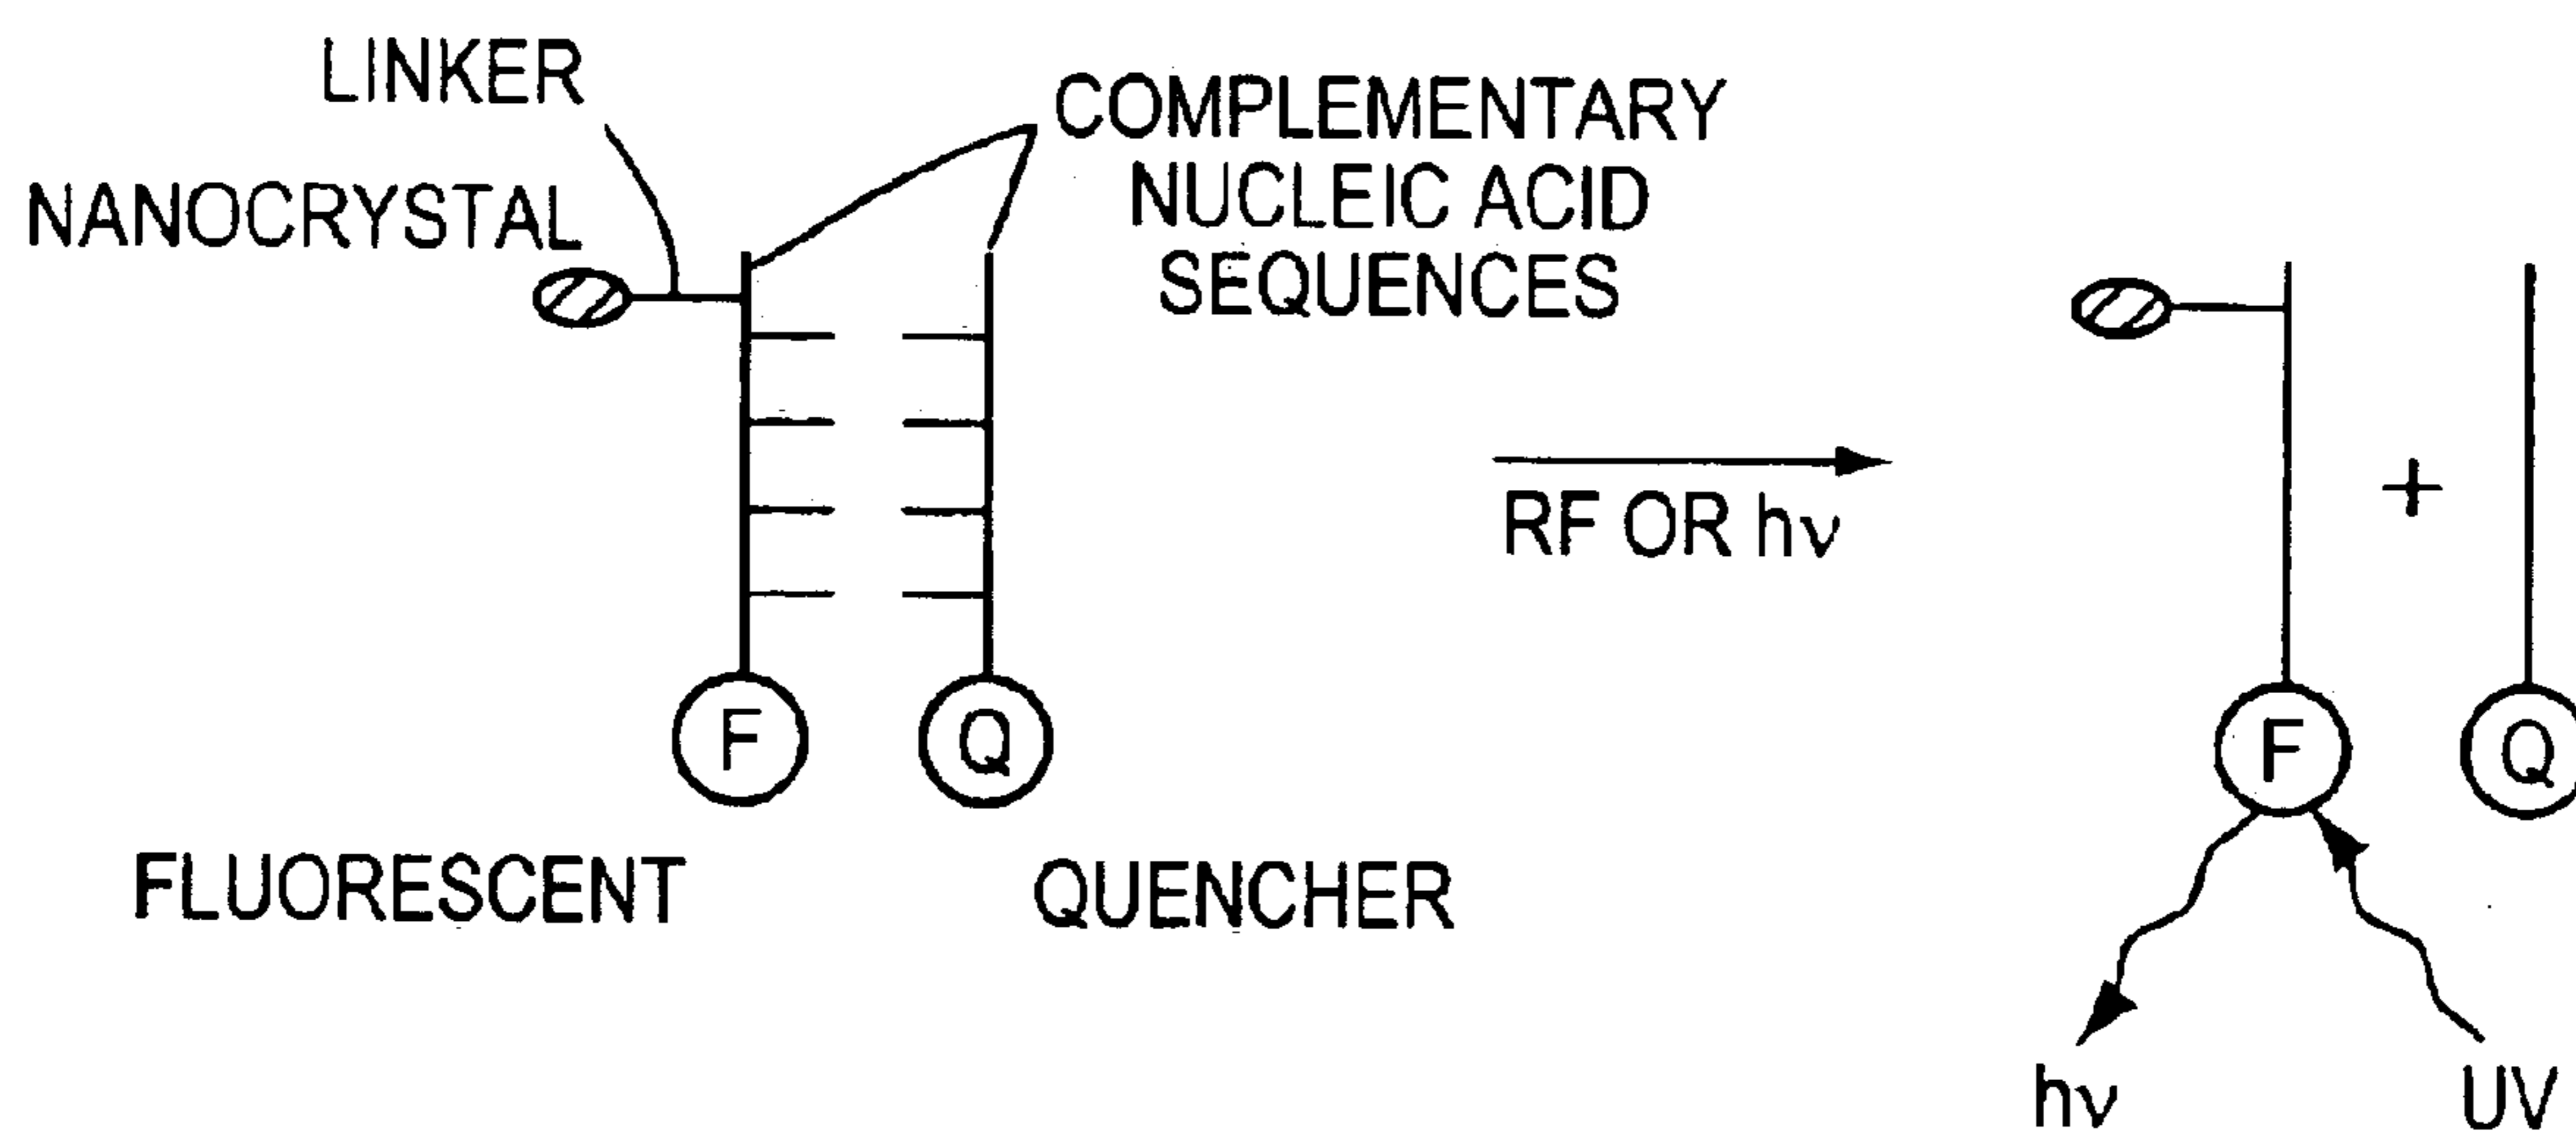 LINKER
NANOCRYSTAL
COMPLEMENTARY
NUCLEIC ACID
SEQUENCES
RF OR hν
+
F
Q
F
Q
FLUORESCENT
QUENCHER
hν
UV